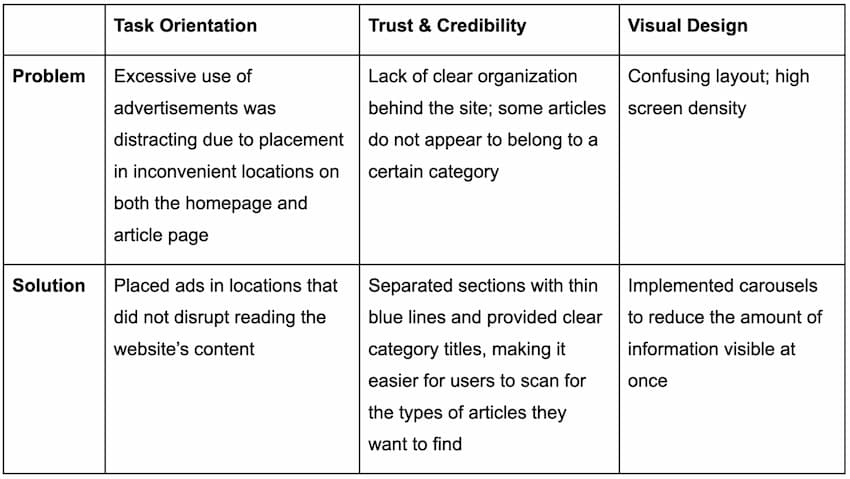 Task Orientation
Trust & Credibility
Visual Design
Problem
Excessive use of
advertisements was
distracting due to placement
in inconvenient locations on
both the homepage and
article page
Lack of clear organization
behind the site; some articles
do not appear to belong to a
certain category
Confusing layout; high
screen density
Solution
Placed ads in locations that
did not disrupt reading the
website’s content
Separated sections with thin
blue lines and provided clear
category titles, making it
easier for users to scan for
the types of articles they
want to find
Implemented carousels
to reduce the amount of
information visible at
once